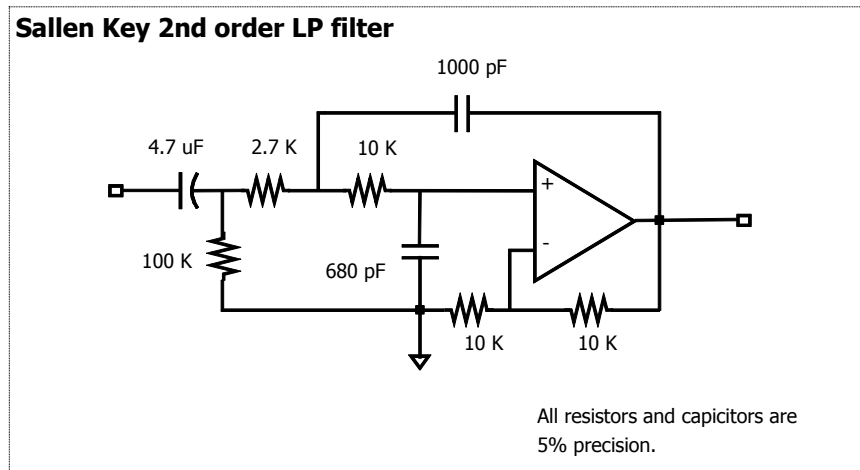 Sallen Key 2nd order LP filter
1000 pF
4.7 uF 2.7 K 10 K
+
-
100 K 680 pF
10 K 10 K
All resistors and capicitors are
5% precision.